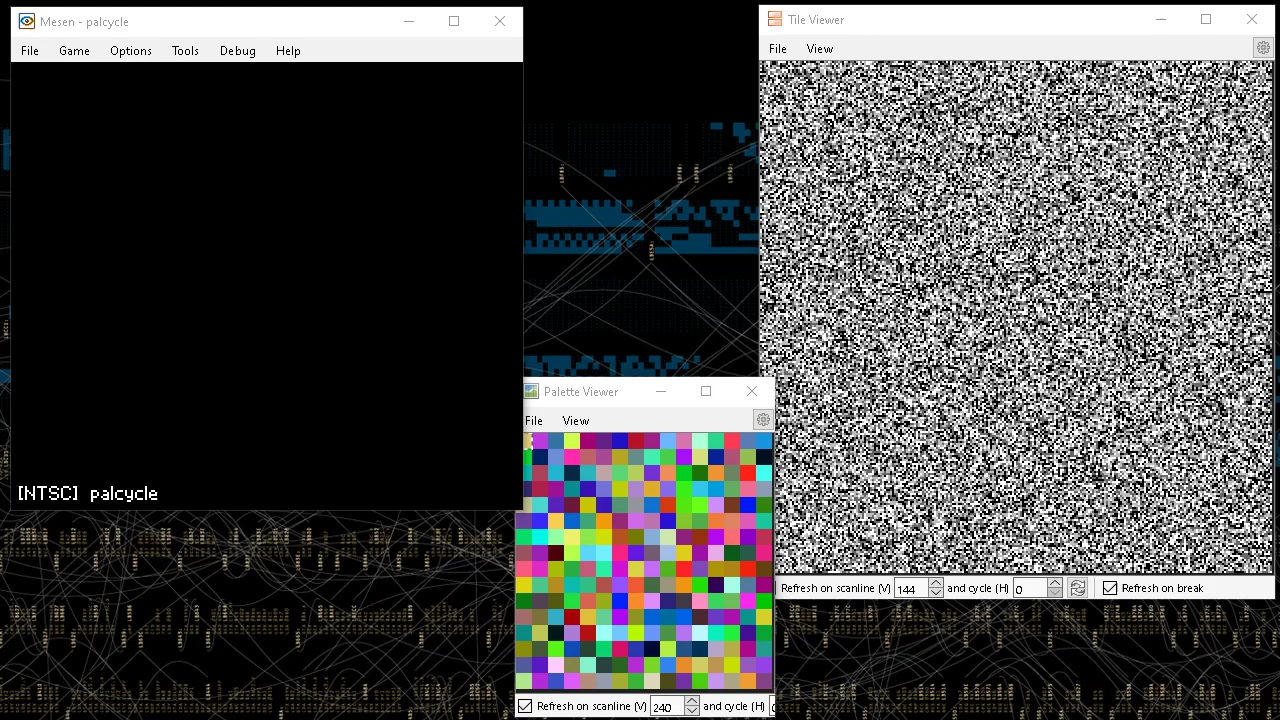 Mesen - palcycle
File Game Options Tools Debug Help
[NTSC] palcycle
Tile Viewer
File View
Refresh on scanline (V) 144 and cycle (H) 0 Refresh on break
Palette Viewer
File View
Refresh on scanline (V) 240 and cycle (H)